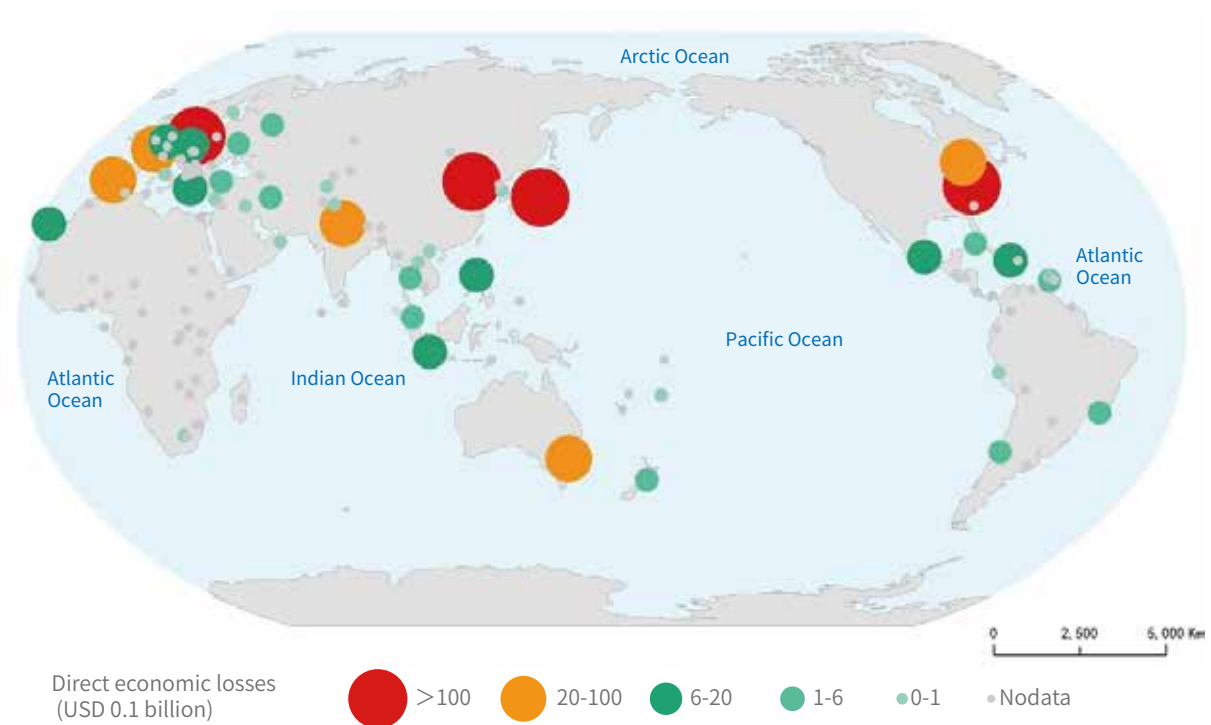 Arctic Ocean
Atlantic
Ocean
Pacific Ocean
Atlantic
Ocean
Indian Ocean
0 2,500 5,000 Km
Direct economic losses
(USD 0.1 billion)
＞100 20-100 6-20 1-6 0-1 Nodata